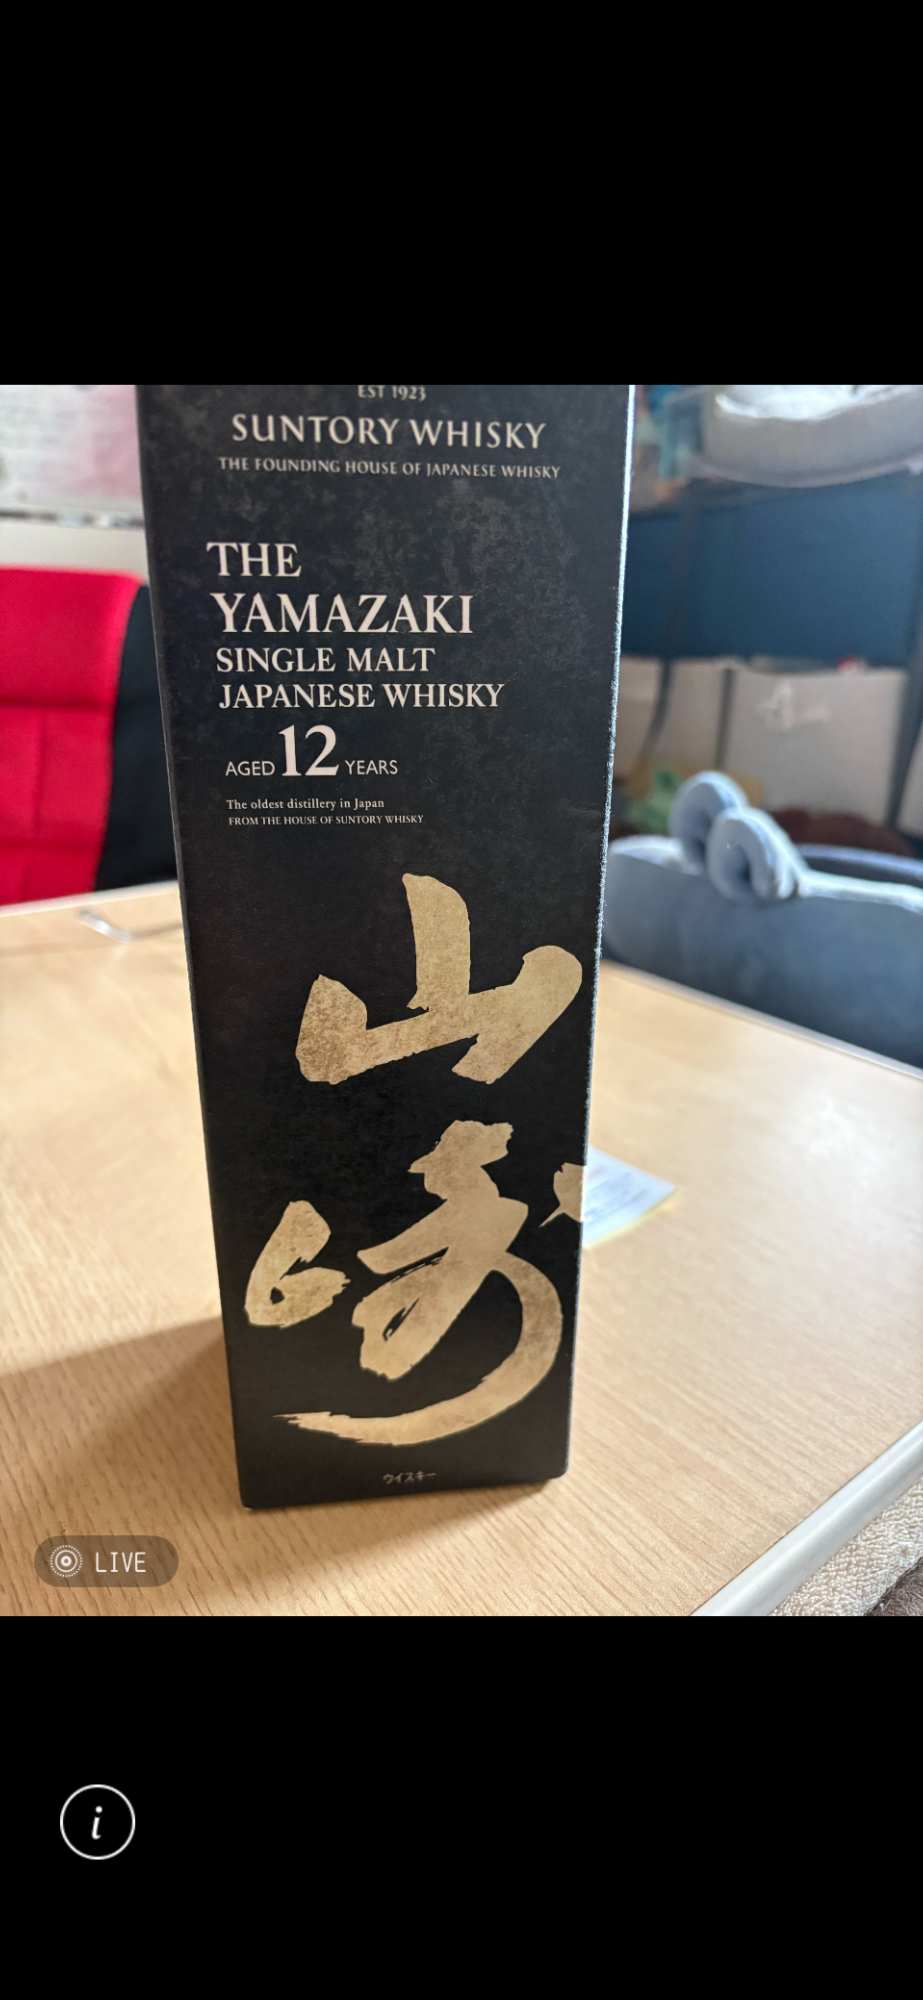 EST 1923
SUNTORY WHISKY
THE FOUNDING HOUSE OF JAPANESE WHISKY
THE
YAMAZAKI
SINGLE MALT
JAPANESE WHISKY
AGED 12 YEARS
The oldest distillery in Japan
FROM THE HOUSE OF SUNTORY WHISKY
山
崎
ウイスキー
LIVE
i